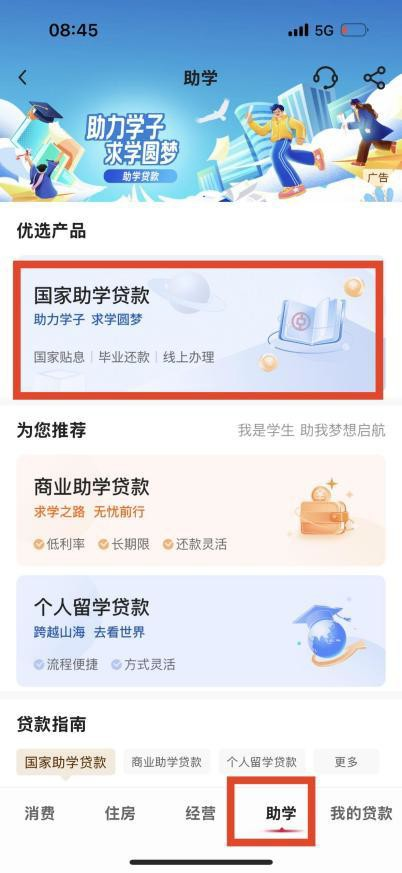 08:45
5G
助学
助力学子
求学圆梦
助学贷款
广告
优选产品
国家助学贷款
助力学子 求学圆梦
国家贴息 | 毕业还款 | 线上办理
为您推荐
我是学生 助我梦想启航
商业助学贷款
求学之路 无忧前行
低利率 长期限 还款灵活
个人留学贷款
跨越山海 去看世界
流程便捷 方式灵活
贷款指南
国家助学贷款 商业助学贷款 个人留学贷款 更多
消费 住房 经营 助学 我的贷款